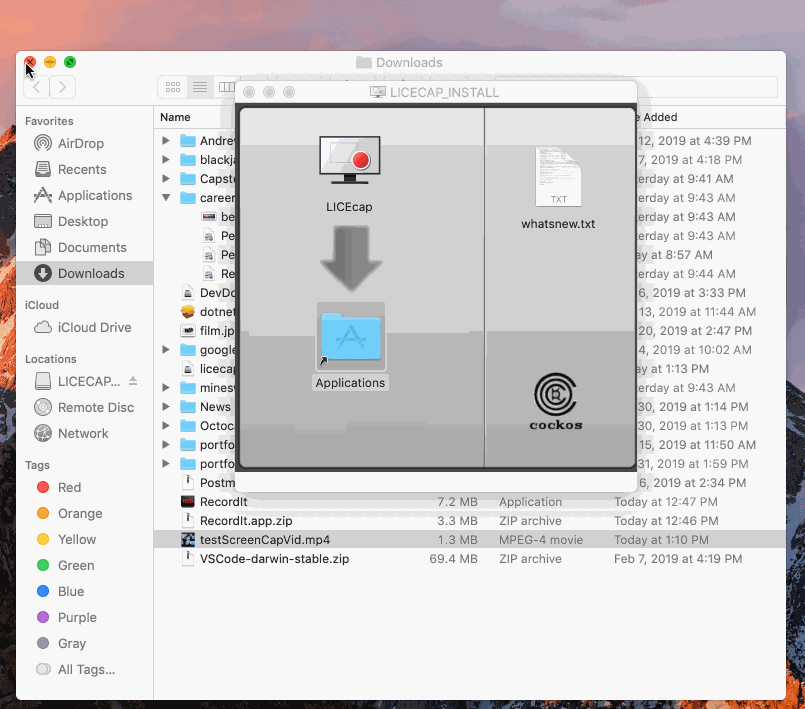 Downloads
LICECAP_INSTALL
Name
e Added
Favorites
AirDrop
Recents
Applications
Desktop
Documents
Downloads
iCloud
iCloud Drive
Locations
LICECAP...
Remote Disc
Network
Tags
Red
Orange
Yellow
Green
Blue
Purple
Gray
All Tags...
Andrew
12, 2019 at 4:39 PM
blackja
7, 2019 at 4:18 PM
Capsto
erday at 9:41 AM
career
erday at 9:43 AM
be
erday at 9:43 AM
Pe
erday at 9:43 AM
Pe
ay at 8:57 AM
Re
erday at 9:44 AM
DevDo
6, 2019 at 3:33 PM
dotnet
13, 2019 at 11:44 AM
film.jp
20, 2019 at 2:47 PM
google
4, 2019 at 10:02 AM
licecap
ay at 1:13 PM
minesw
erday at 9:43 AM
News
30, 2019 at 1:14 PM
Octoca
30, 2019 at 1:13 PM
portfo
15, 2019 at 11:50 AM
portfo
31, 2019 at 1:59 PM
Postm
6, 2019 at 2:34 PM
RecordIt 7.2 MB Application Today at 12:47 PM
RecordIt.app.zip 3.3 MB ZIP archive Today at 12:46 PM
testScreenCapVid.mp4 1.3 MB MPEG-4 movie Today at 1:10 PM
VSCode-darwin-stable.zip 69.4 MB ZIP archive Feb 7, 2019 at 4:19 PM
LICEcap
TXT
whatsnew.txt
Applications
cockos